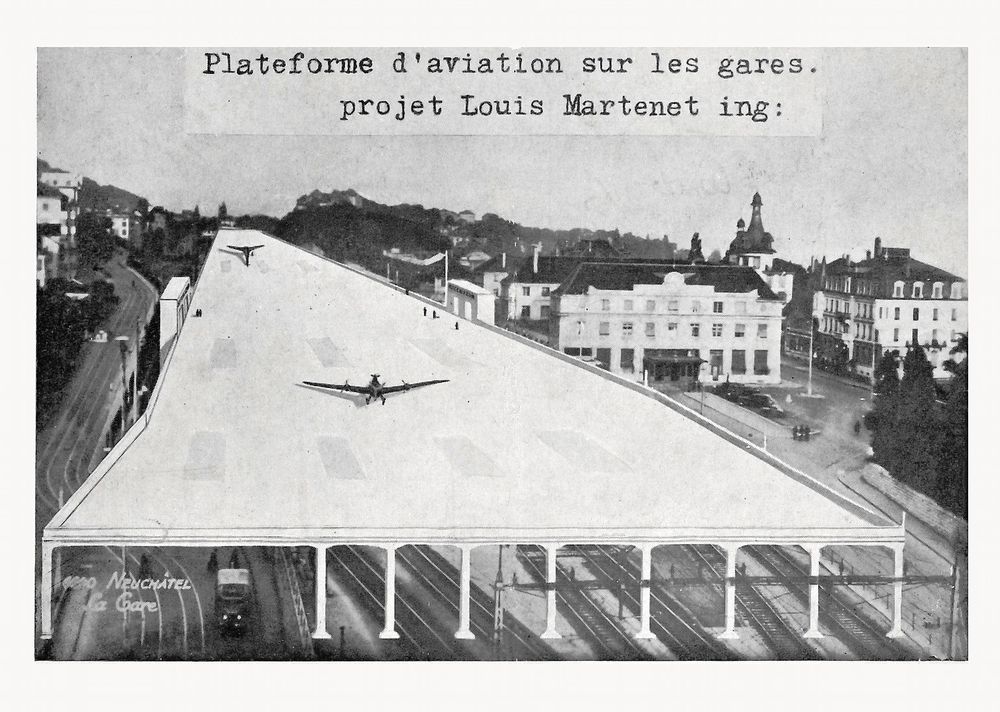 Plateforme d'aviation sur les gares.
projet Louis Martenet ing:
NEUCHÂTEL
La Gare